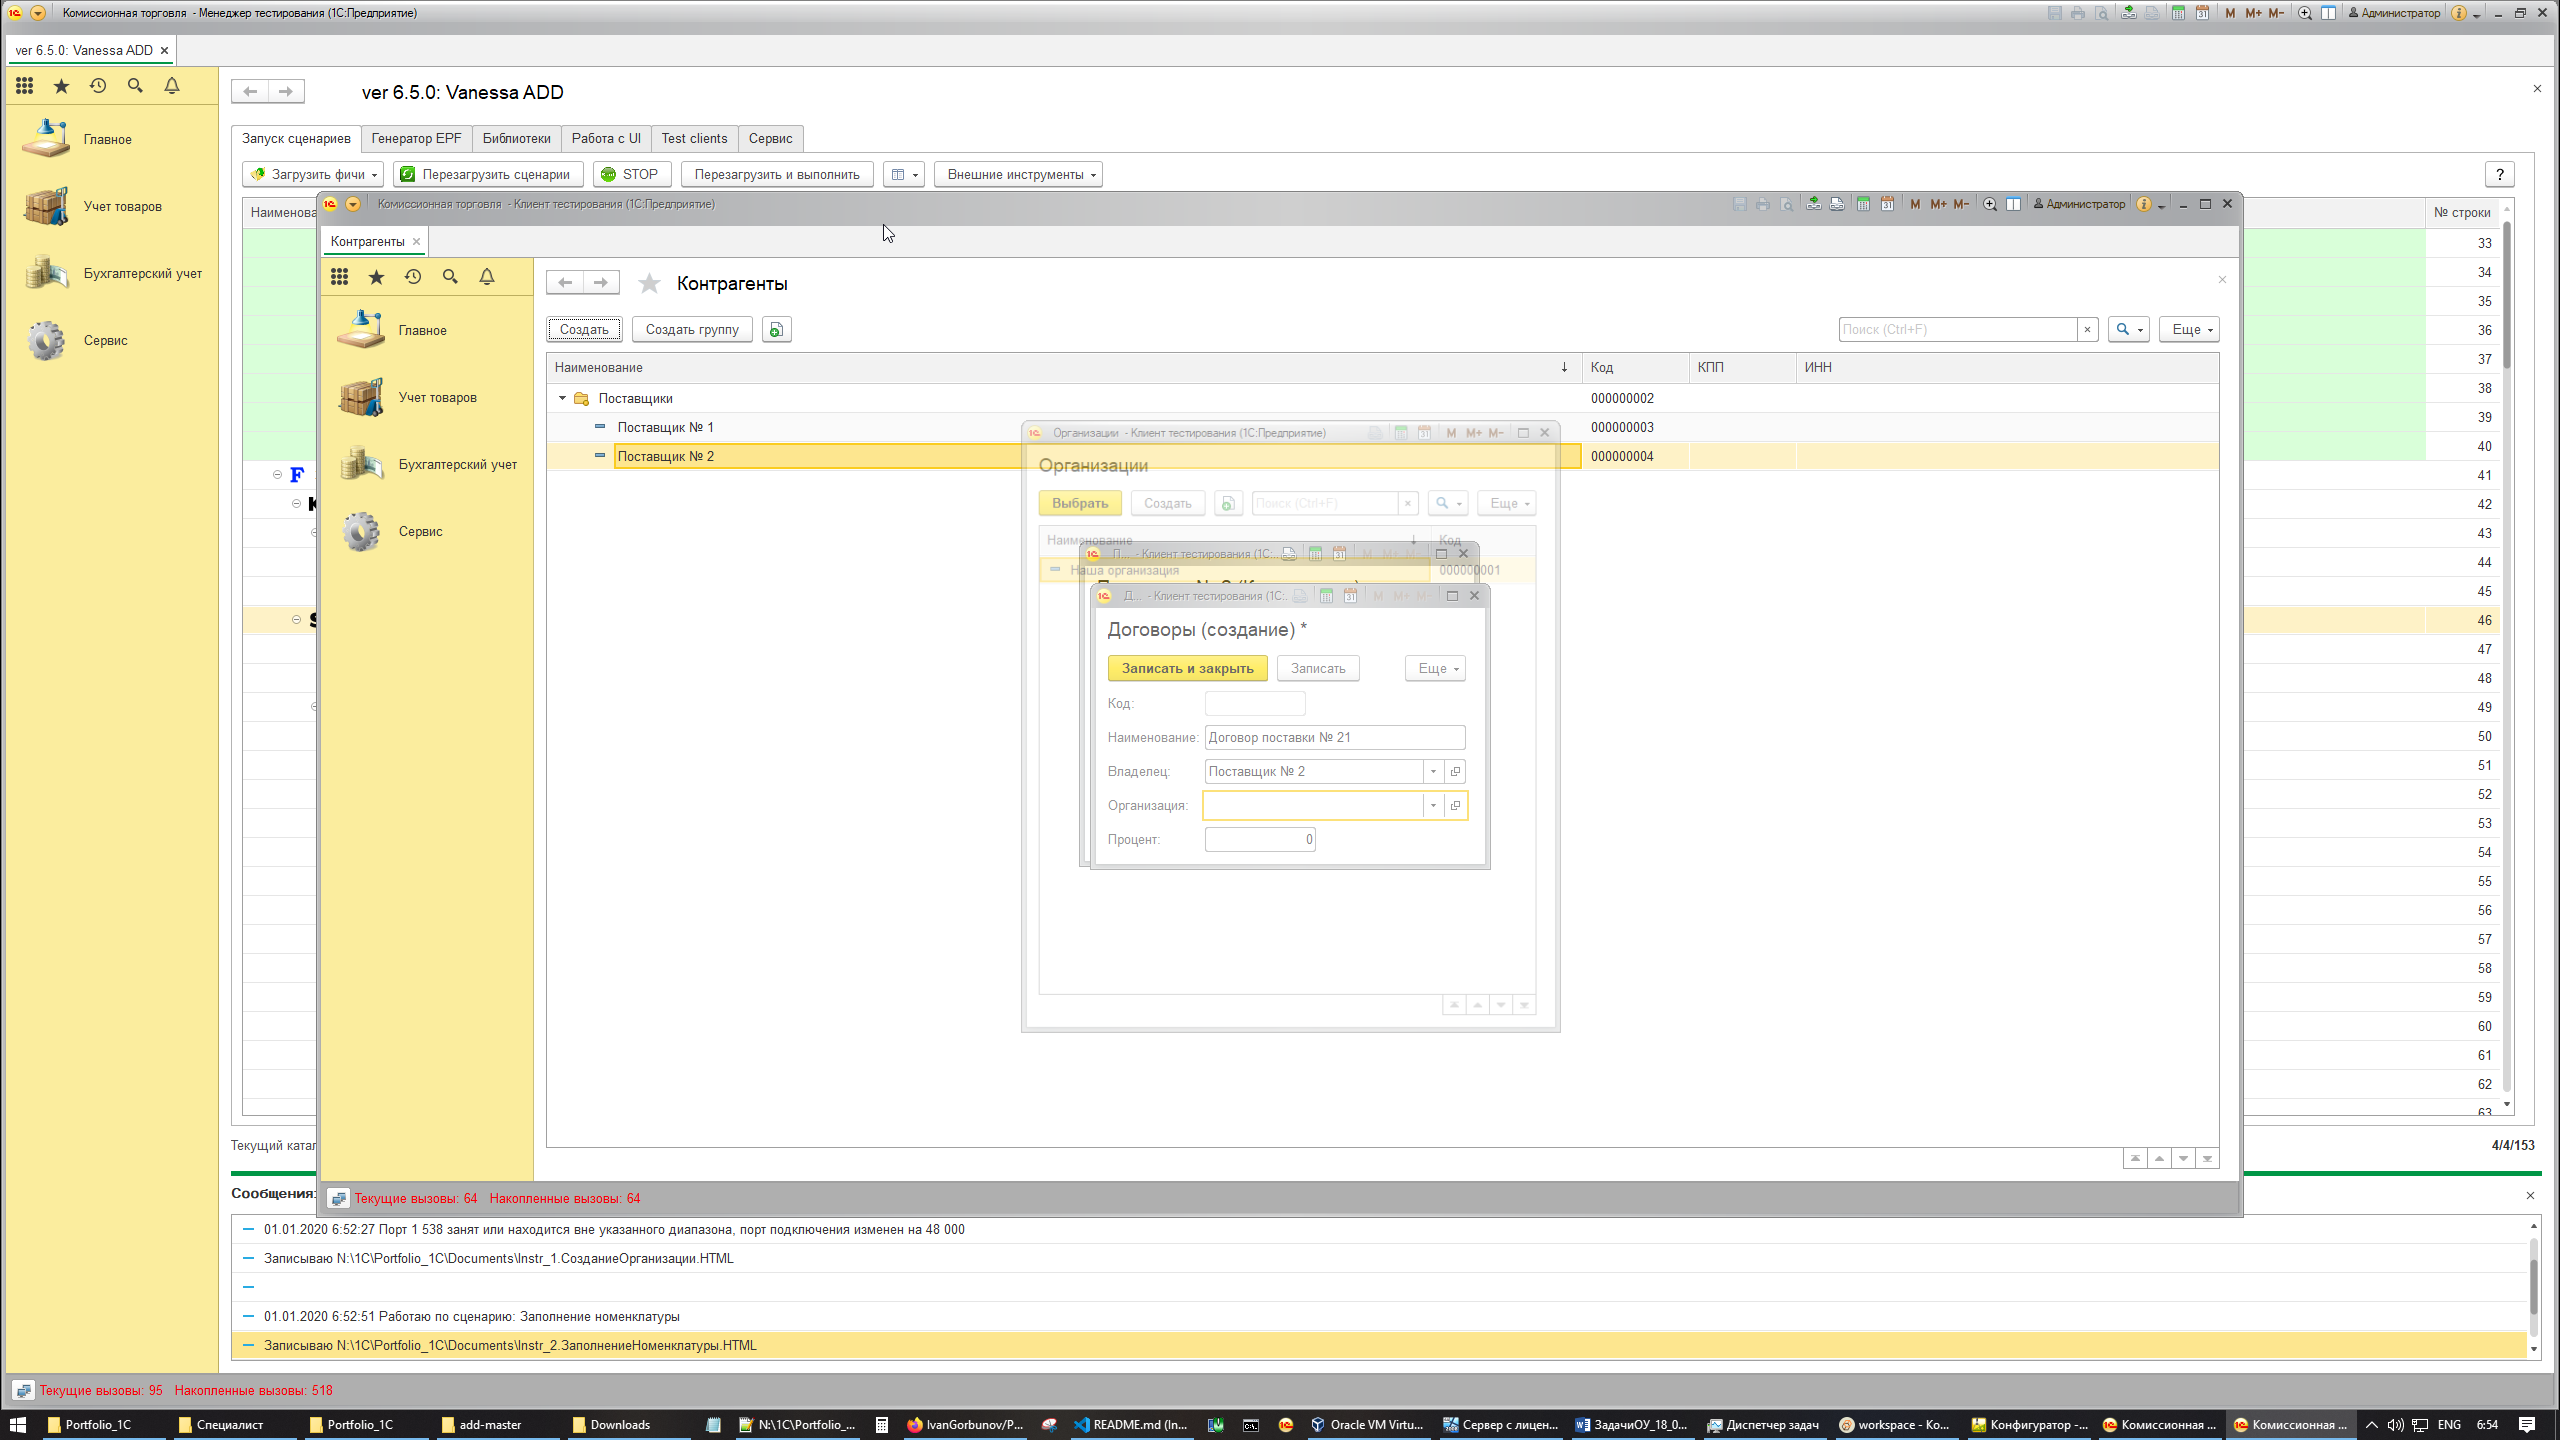 Комиссионная торговля - Менеджер тестирования (1С:Предприятие)
M M+ M- Администратор
ver 6.5.0: Vanessa ADD
ver 6.5.0: Vanessa ADD
Главное
Учет товаров
Бухгалтерский учет
Сервис
Запуск сценариев Генератор EPF Библиотеки Работа с UI Test clients Сервис
Загрузить фичи Перезагрузить сценарии STOP Перезагрузить и выполнить Внешние инструменты ?
Наименова № строки
33
34
35
36
37
38
39
40
F 41
42
43
44
45
46
47
48
49
50
51
52
53
54
55
56
57
58
59
60
61
62
63
Комиссионная торговля - Клиент тестирования (1С:Предприятие)
M M+ M- Администратор
Контрагенты
Контрагенты
Главное
Учет товаров
Бухгалтерский учет
Сервис
Создать Создать группу Поиск (Ctrl+F) Еще
Наименование Код КПП ИНН
Поставщики 000000002
Поставщик № 1 000000003
Поставщик № 2 000000004
Организации - Клиент тестирования (1С:Предприятие) 31 M M+ M-
Организации
Выбрать Создать Поиск (Ctrl+F) Еще
Наименование Код
П... - Клиент тестирования (1С:... 31
Наша организация 000000001
Д... - Клиент тестирования (1С:. 31 M M+ M-
Договоры (создание) *
Записать и закрыть Записать Еще
Код:
Наименование: Договор поставки № 21
Владелец: Поставщик № 2
Организация:
Процент: 0
Текущие вызовы: 64 Накопленные вызовы: 64
Текущий катал 4/4/153
Сообщения:
01.01.2020 6:52:27 Порт 1 538 занят или находится вне указанного диапазона, порт подключения изменен на 48 000
Записываю N:\1C\Portfolio_1C\Documents\Instr_1.СозданиеОрганизации.HTML
01.01.2020 6:52:51 Работаю по сценарию: Заполнение номенклатуры
Записываю N:\1C\Portfolio_1C\Documents\Instr_2.ЗаполнениеНоменклатуры.HTML
Текущие вызовы: 95 Накопленные вызовы: 518
Portfolio_1C Специалист Portfolio_1C add-master Downloads N:\1C\Portfolio_... IvanGorbunov/P... README.md (In... Oracle VM Virtu... Сервер с лицен... ЗадачиОУ_18_0... Диспетчер задач workspace - Ко... Конфигуратор -... Комиссионная ... Комиссионная ... ENG 6:54